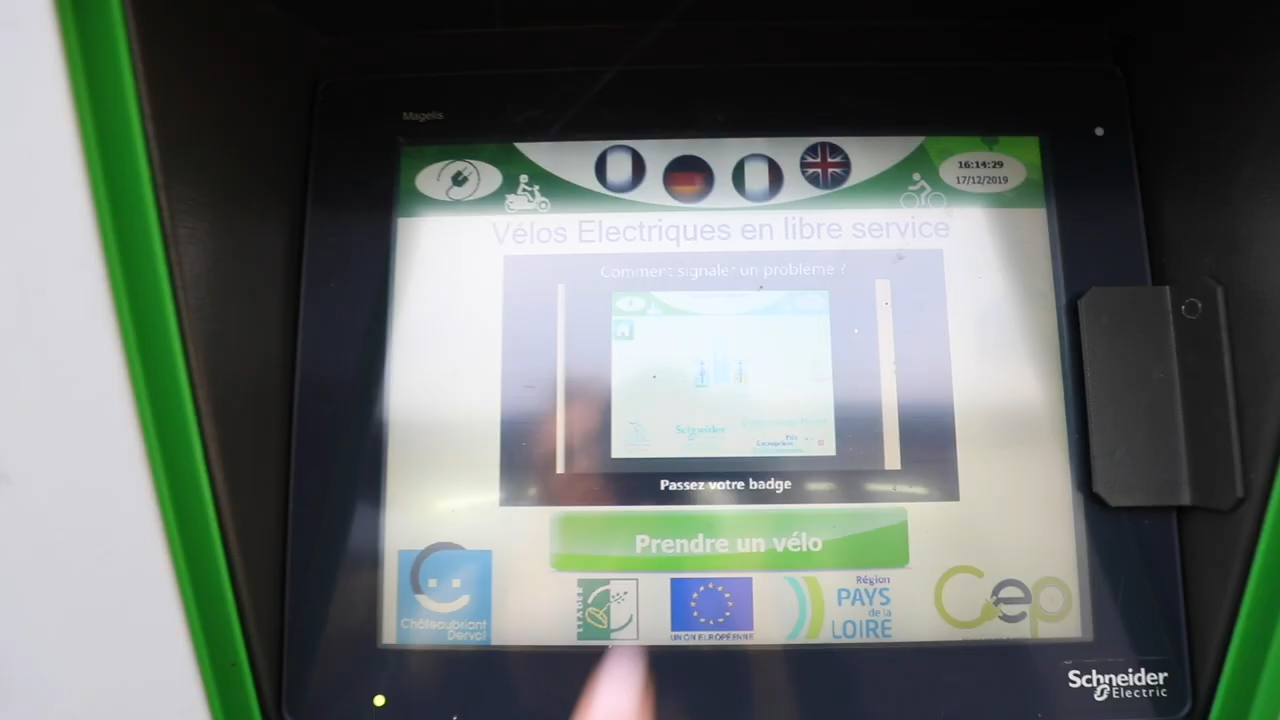 Magelis
16:14:29
17/12/2019
Vélos Electriques en libre service
Comment signaler un problème ?
Schneider
Passez votre badge
Prendre un vélo
Châteaubriant
Derval
LEADER
UNION EUROPÉENNE
Région
PAYS
de la
LOIRE
Cep
Schneider
Electric